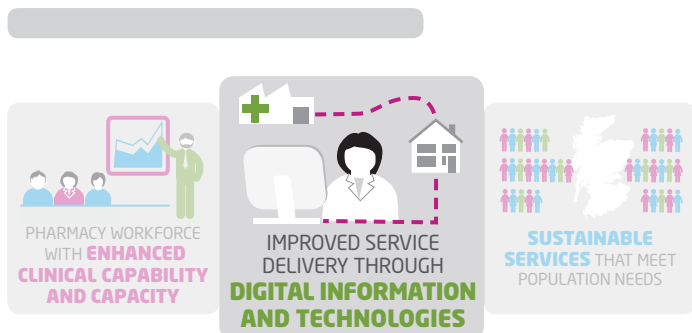 PHARMACY WORKFORCE
WITH ENHANCED
CLINICAL CAPABILITY
AND CAPACITY
IMPROVED SERVICE
DELIVERY THROUGH
DIGITAL INFORMATION
AND TECHNOLOGIES
SUSTAINABLE
SERVICES THAT MEET
POPULATION NEEDS